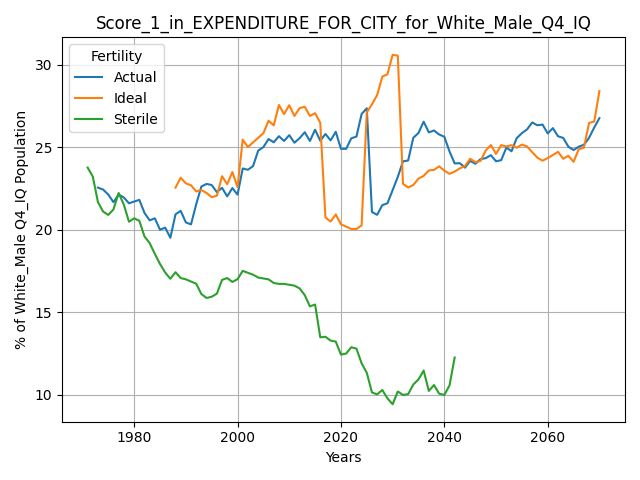 Score_1_in_EXPENDITURE_FOR_CITY_for_White_Male_Q4_IQ
Fertility
Actual
Ideal
Sterile
% of White_Male Q4_IQ Population
30
25
20
15
10
1980
2000
2020
2040
2060
Years